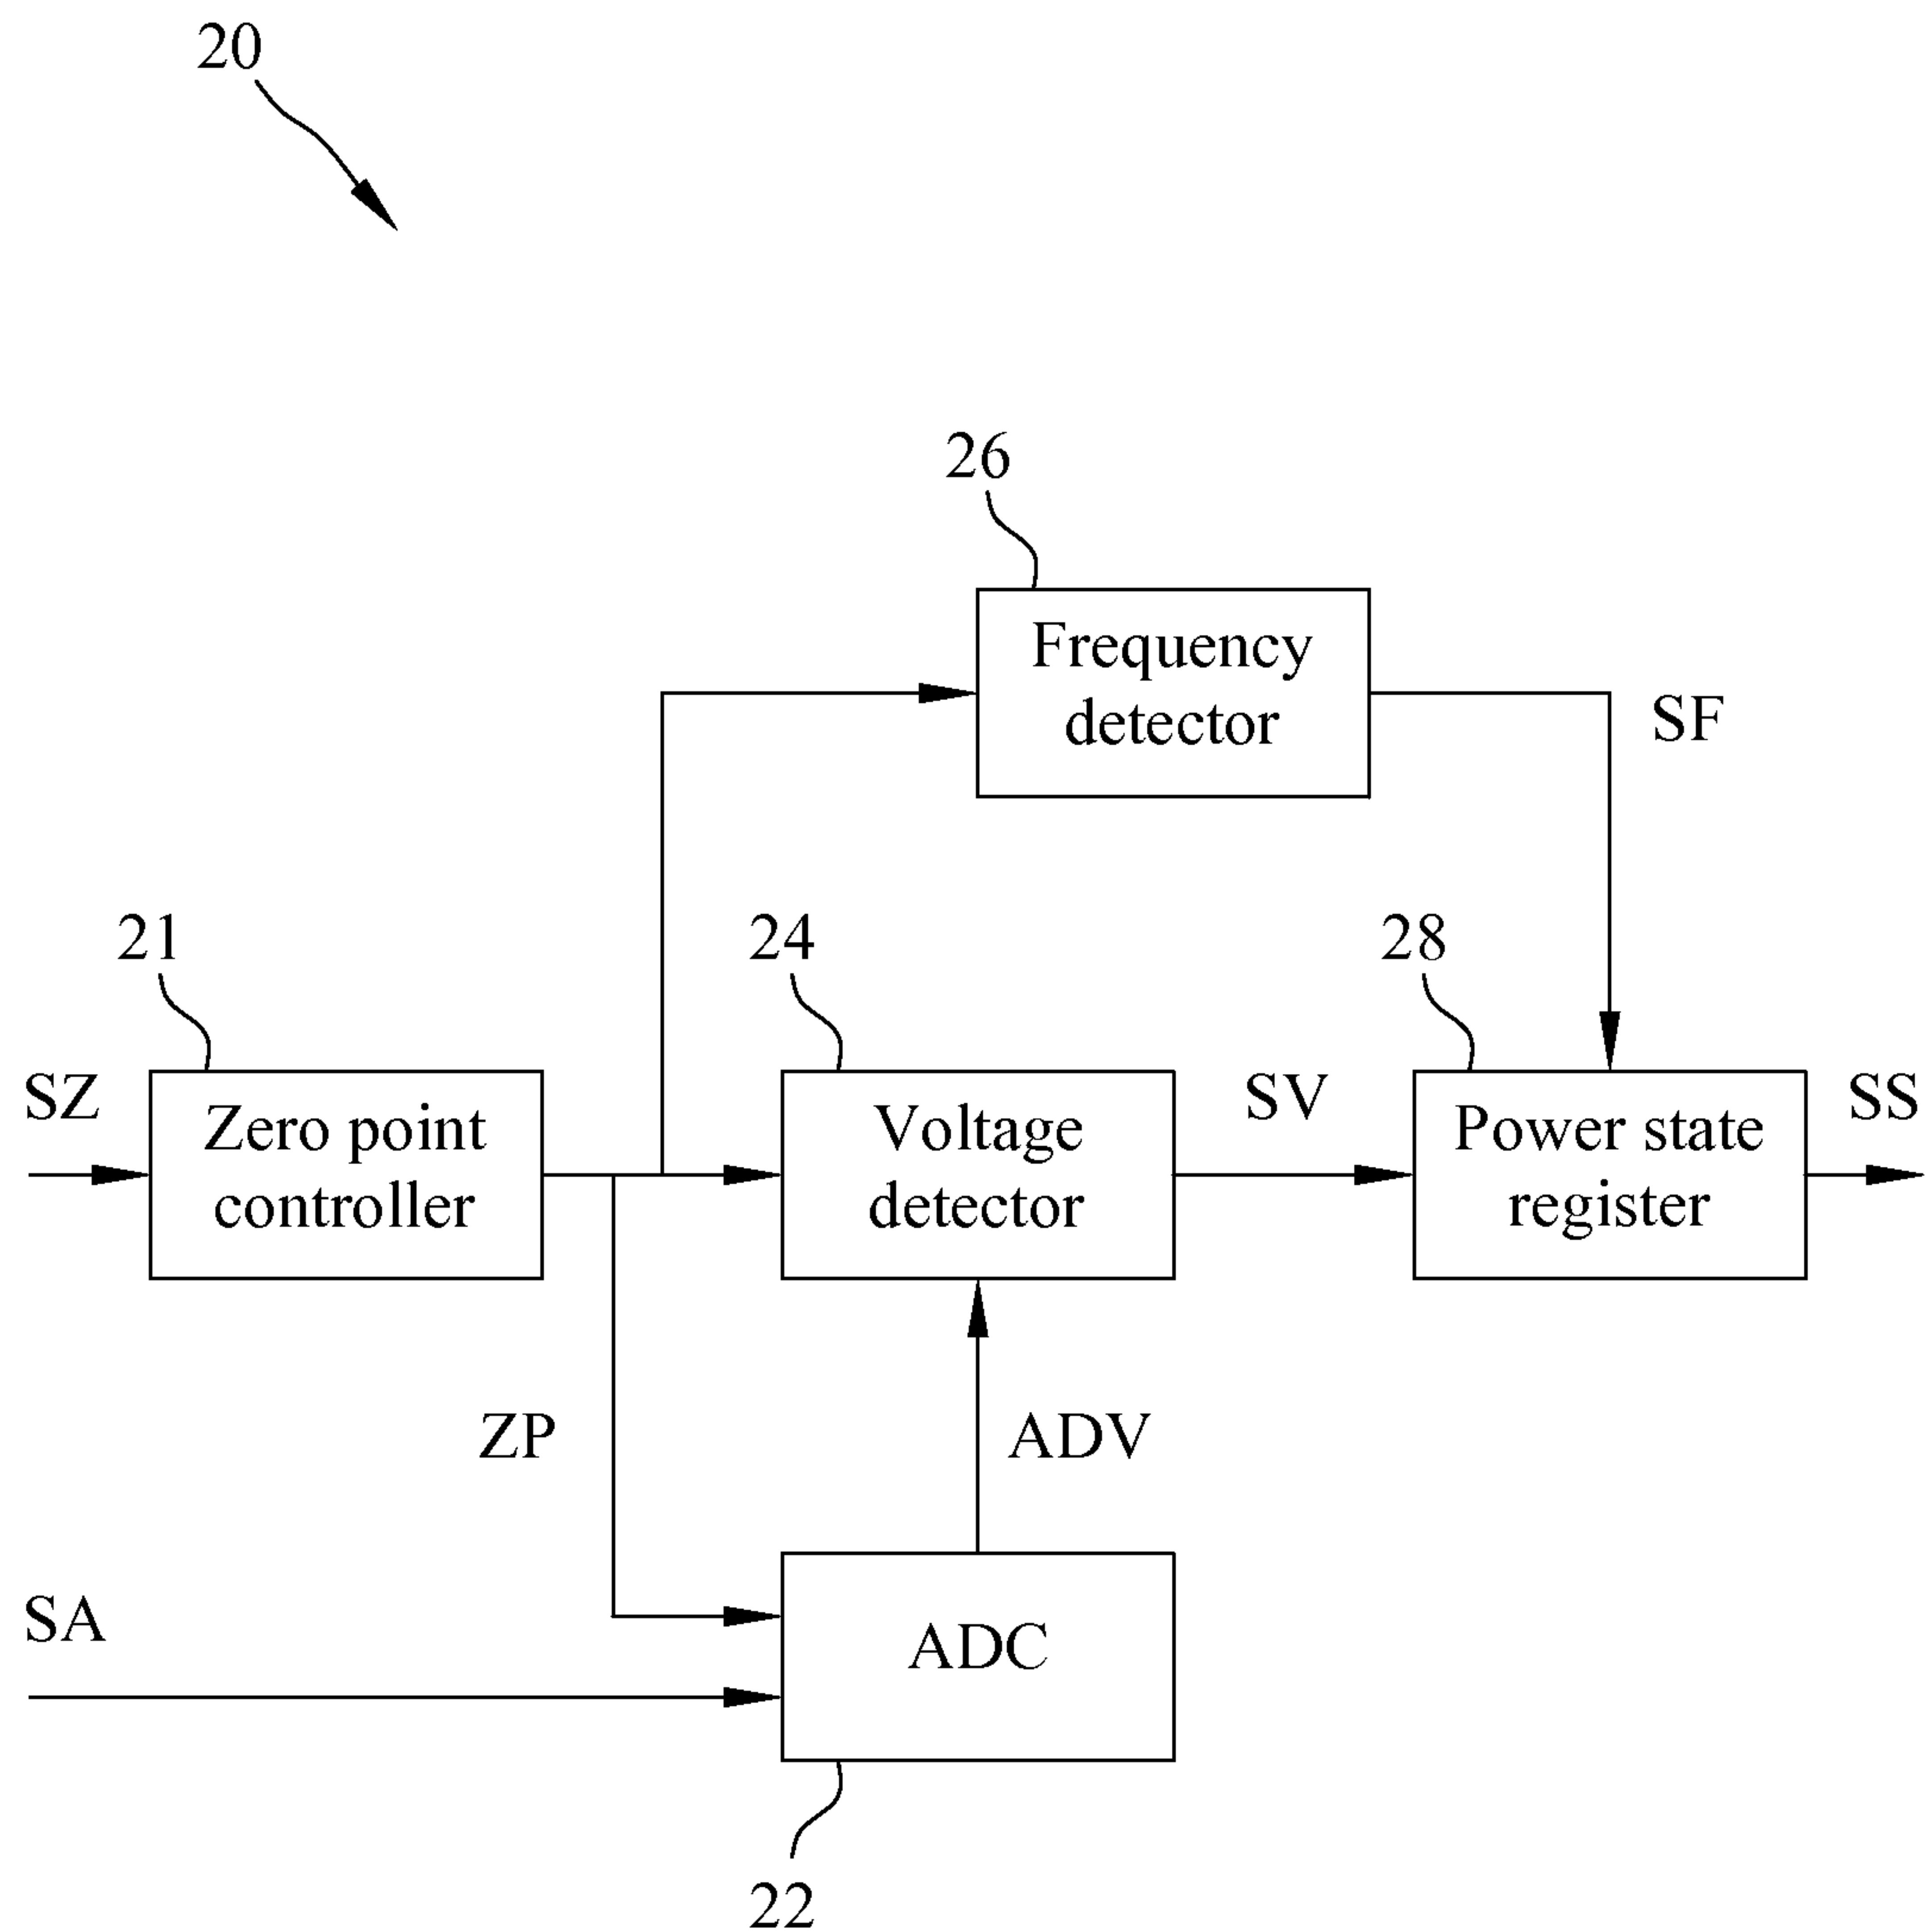 20
26
Frequency
detector
SF
21
24
28
SZ
Zero point
controller
Voltage
detector
SV
Power state
register
SS
ZP
ADV
SA
ADC
22